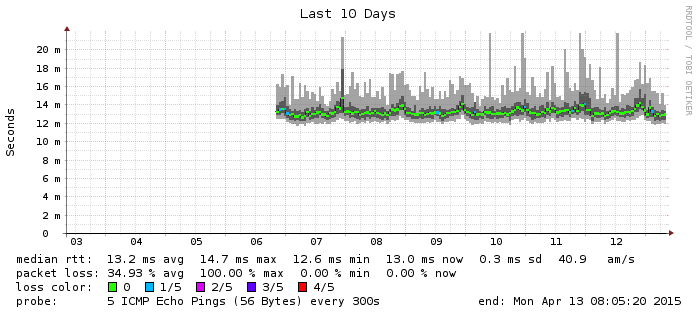 Last 10 Days
RRDTOOL / TOBI OETIKER
Seconds
20 m
18 m
16 m
14 m
12 m
10 m
8 m
6 m
4 m
2 m
0
03 04 05 06 07 08 09 10 11 12
median rtt: 13.2 ms avg 14.7 ms max 12.6 ms min 13.0 ms now 0.3 ms sd 40.9 am/s
packet loss: 34.93 % avg 100.00 % max 0.00 % min 0.00 % now
loss color: 0 1/5 2/5 3/5 4/5
probe: 5 ICMP Echo Pings (56 Bytes) every 300s end: Mon Apr 13 08:05:20 2015